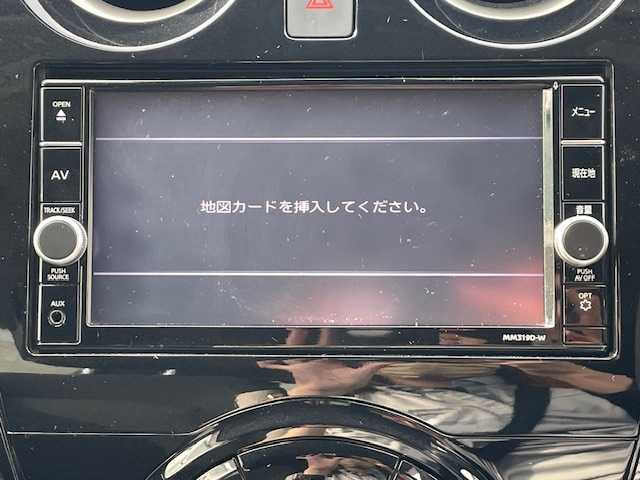 OPEN
AV
TRACK/SEEK
PUSH
SOURCE
AUX
地図カードを挿入してください。
メニュー
現在地
音量
PUSH
AV OFF
OPT
MM319D-W